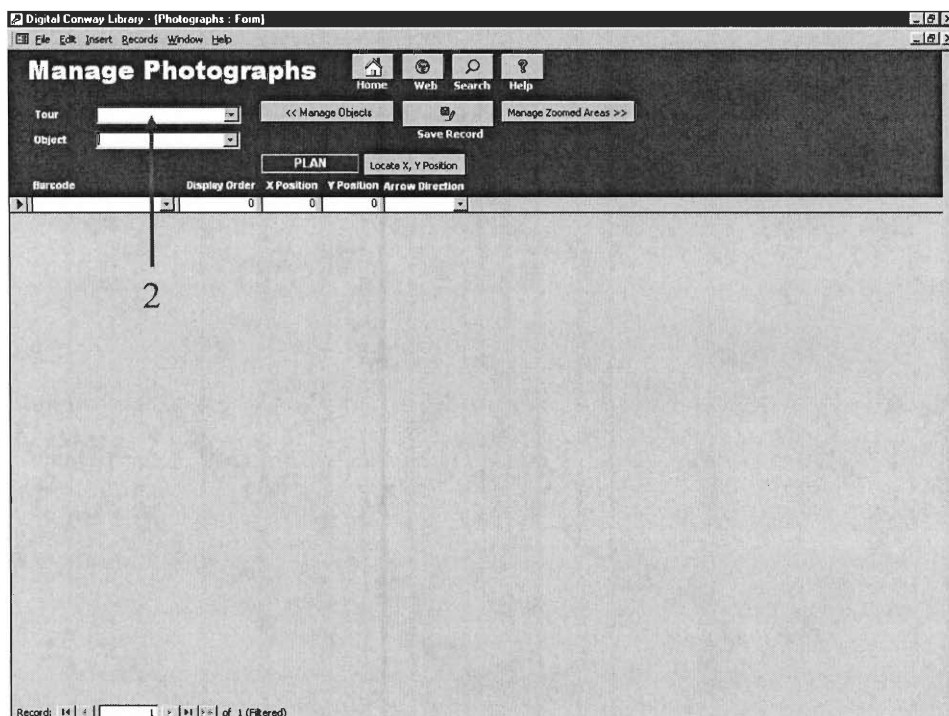 Digital Conway Library - [Photographs : Form]
File Edit Insert Records Window Help
Manage Photographs
Home Web Search Help
Tour << Manage Objects Manage Zoomed Areas >>
Save Record
Object
PLAN Locate X, Y Position
Barcode Display Order X Position Y Position Arrow Direction
0 0 0
2
Record: 1 of 1 (Filtered)